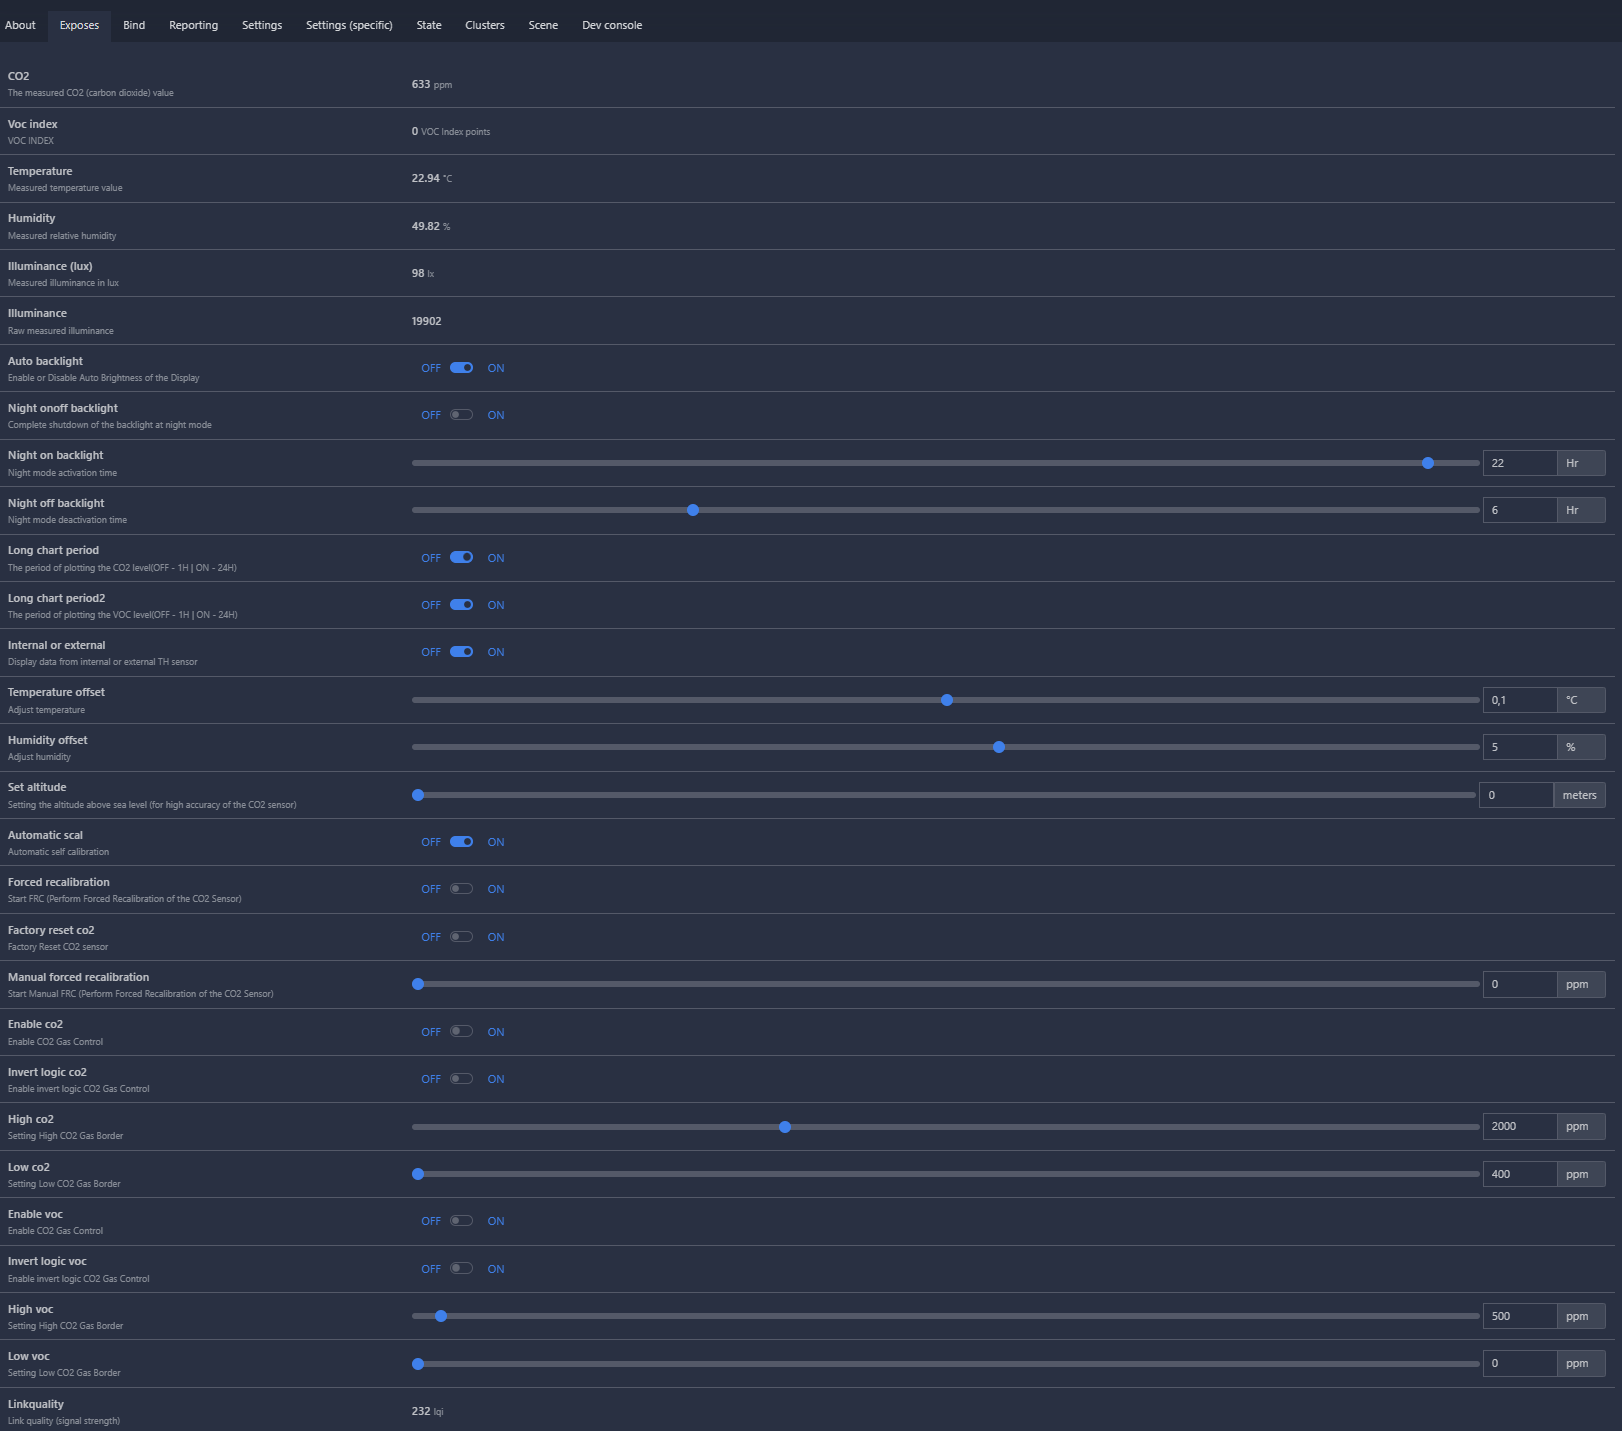 About Exposes Bind Reporting Settings Settings (specific) State Clusters Scene Dev console
CO2
The measured CO2 (carbon dioxide) value
633 ppm
Voc index
VOC INDEX
0 VOC Index points
Temperature
Measured temperature value
22.94 °C
Humidity
Measured relative humidity
49.82 %
Illuminance (lux)
Measured illuminance in lux
98 lx
Illuminance
Raw measured illuminance
19902
Auto backlight
Enable or Disable Auto Brightness of the Display
OFF ON
Night onoff backlight
Complete shutdown of the backlight at night mode
OFF ON
Night on backlight
Night mode activation time
22 Hr
Night off backlight
Night mode deactivation time
6 Hr
Long chart period
The period of plotting the CO2 level(OFF - 1H | ON - 24H)
OFF ON
Long chart period2
The period of plotting the VOC level(OFF - 1H | ON - 24H)
OFF ON
Internal or external
Display data from internal or external TH sensor
OFF ON
Temperature offset
Adjust temperature
0,1 °C
Humidity offset
Adjust humidity
5 %
Set altitude
Setting the altitude above sea level (for high accuracy of the CO2 sensor)
0 meters
Automatic scal
Automatic self calibration
OFF ON
Forced recalibration
Start FRC (Perform Forced Recalibration of the CO2 Sensor)
OFF ON
Factory reset co2
Factory Reset CO2 sensor
OFF ON
Manual forced recalibration
Start Manual FRC (Perform Forced Recalibration of the CO2 Sensor)
0 ppm
Enable co2
Enable CO2 Gas Control
OFF ON
Invert logic co2
Enable invert logic CO2 Gas Control
OFF ON
High co2
Setting High CO2 Gas Border
2000 ppm
Low co2
Setting Low CO2 Gas Border
400 ppm
Enable voc
Enable CO2 Gas Control
OFF ON
Invert logic voc
Enable invert logic CO2 Gas Control
OFF ON
High voc
Setting High CO2 Gas Border
500 ppm
Low voc
Setting Low CO2 Gas Border
0 ppm
Linkquality
Link quality (signal strength)
232 lqi